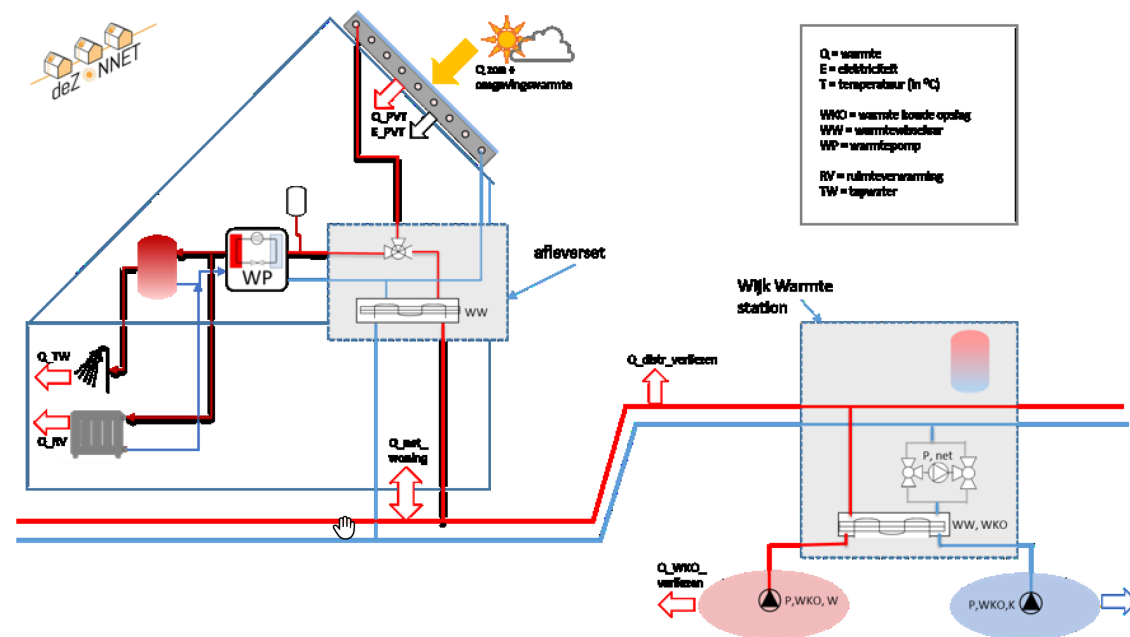 deZONNET
Q zon +
omgevingswarmte
Q_PVT
E_PVT
Q = warmte
E = elektriciteit
T = temperatuur (in °C)
WKO = warmte koude opslag
WW = warmtewisselaar
WP = warmtepomp
RV = ruimteverwarming
TW = tapwater
afleverset
WP
WW
Wijk Warmte
station
Q_TW
Q_RV
Q_distr_verliezen
Q_net_
woning
P, net
WW, WKO
Q_WKO_
verliezen
P,WKO, W
P,WKO,K